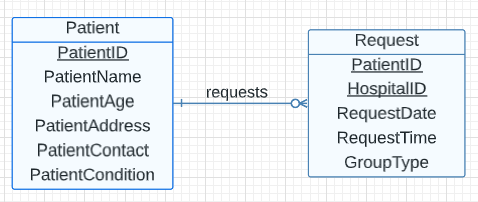 Patient
PatientID
PatientName
PatientAge
PatientAddress
PatientContact
PatientCondition
requests
Request
PatientID
HospitalID
RequestDate
RequestTime
GroupType